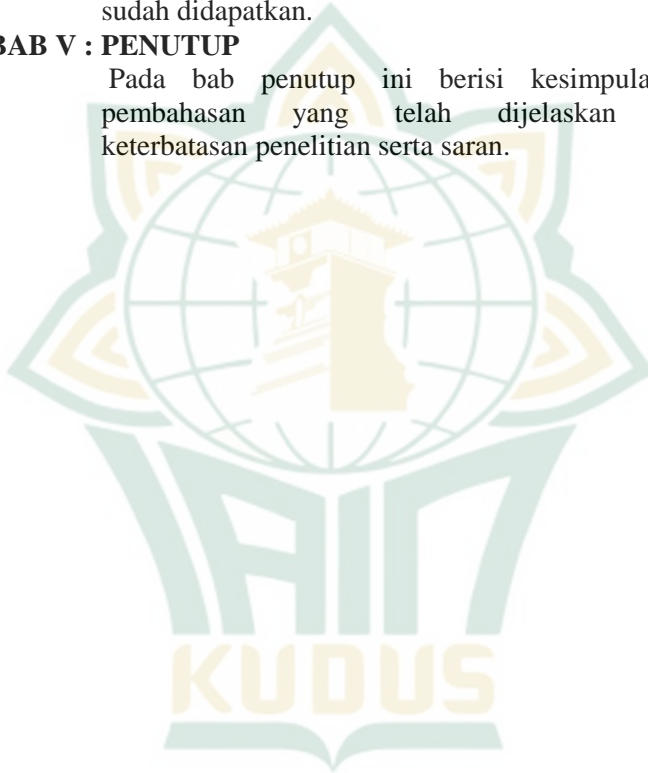 sudah didapatkan.
BAB V : PENUTUP
Pada bab penutup ini berisi kesimpula
pembahasan yang telah dijelaskan
keterbatasan penelitian serta saran.
IAIN
KUDUS